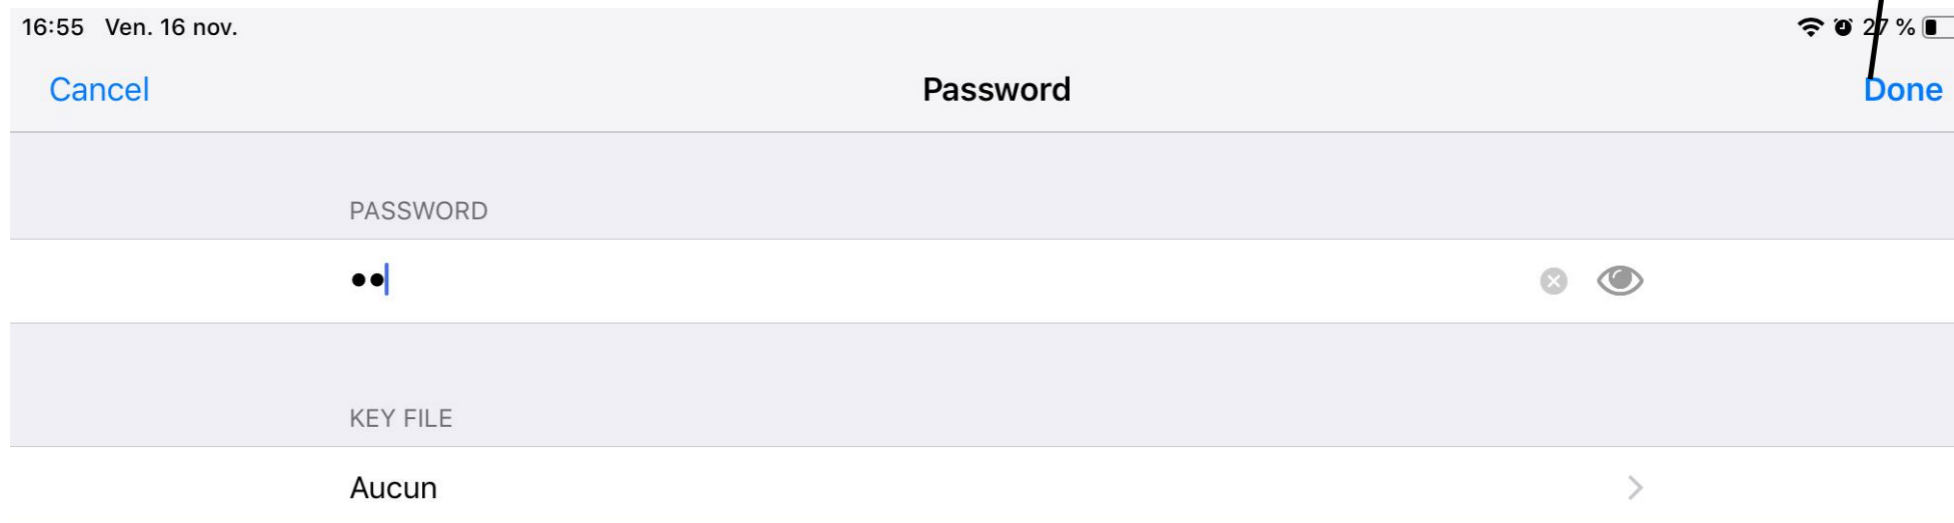 16:55 Ven. 16 nov. 27 %
Cancel Password Done
PASSWORD
••
KEY FILE
Aucun